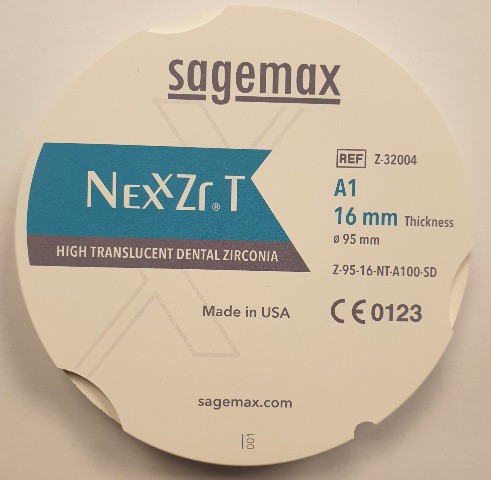 sagemax
NEXXZr® T
HIGH TRANSLUCENT DENTAL ZIRCONIA
REF Z-32004
A1
16 mm Thickness
ø 95 mm
Z-95-16-NT-A100-SD
Made in USA
CE 0123
sagemax.com
001